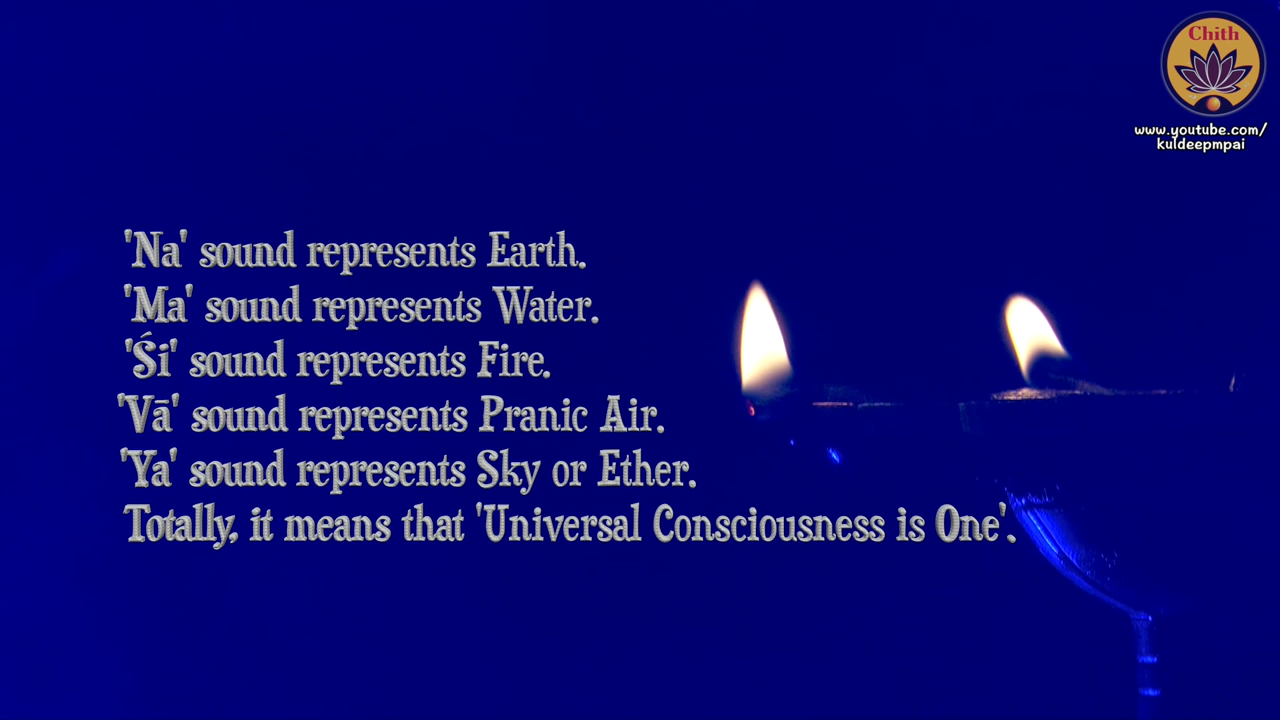 Chith
www.youtube.com/
kuldeepmpai
'Na' sound represents Earth.
'Ma' sound represents Water.
'Śi' sound represents Fire.
'Vā' sound represents Pranic Air.
'Ya' sound represents Sky or Ether.
Totally, it means that 'Universal Consciousness is One'.